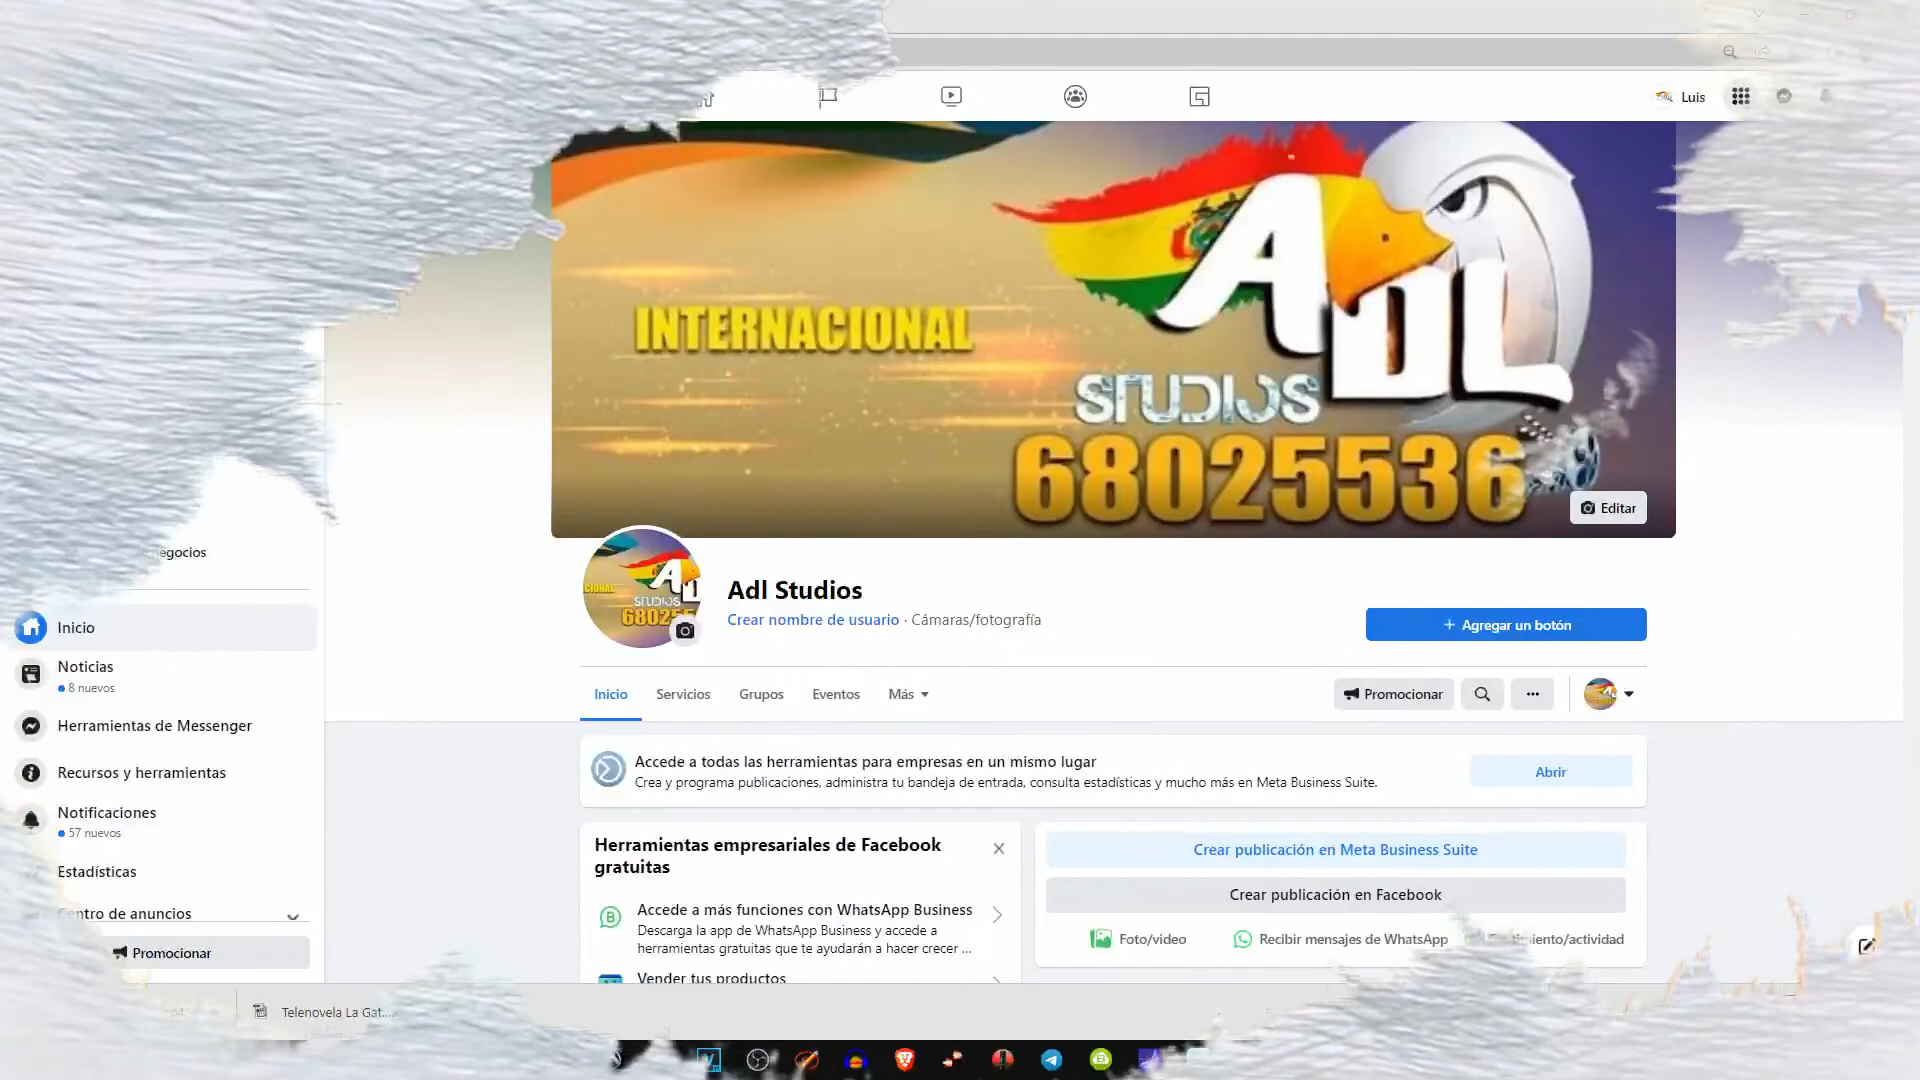 Luis
INTERNACIONAL
ADL
STUDIOS
68025536
Editar
Adl Studios
Crear nombre de usuario · Cámaras/fotografía
+ Agregar un botón
Inicio
Noticias
8 nuevos
Herramientas de Messenger
Recursos y herramientas
Notificaciones
57 nuevos
Estadísticas
Centro de anuncios
Promocionar
Inicio Servicios Grupos Eventos Más
Promocionar
Accede a todas las herramientas para empresas en un mismo lugar
Crea y programa publicaciones, administra tu bandeja de entrada, consulta estadísticas y mucho más en Meta Business Suite.
Abrir
Herramientas empresariales de Facebook
gratuitas
Accede a más funciones con WhatsApp Business
Descarga la app de WhatsApp Business y accede a
herramientas gratuitas que te ayudarán a hacer crecer ...
Vender tus productos
Crear publicación en Meta Business Suite
Crear publicación en Facebook
Foto/video Recibir mensajes de WhatsApp
Telenovela La Gat....